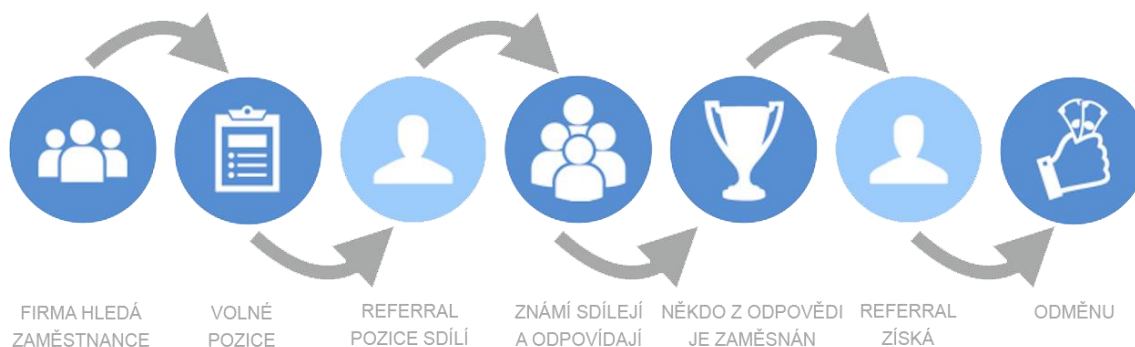 FIRMA HLEDÁ
ZAMĚSTNANCE
VOLNÉ
POZICE
REFERRAL
POZICE SDÍLÍ
ZNÁMÍ SDÍLEJÍ
A ODPOVÍDAJÍ
NĚKDO Z ODPOVĚDI
JE ZAMĚSNÁN
REFERRAL
ZÍSKÁ
ODMĚNU